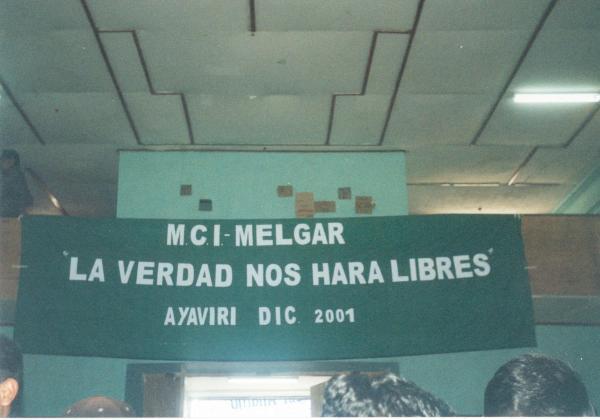 M.C.I.-MELGAR
"LA VERDAD NOS HARA LIBRES"
AYAVIRI DIC. 2001